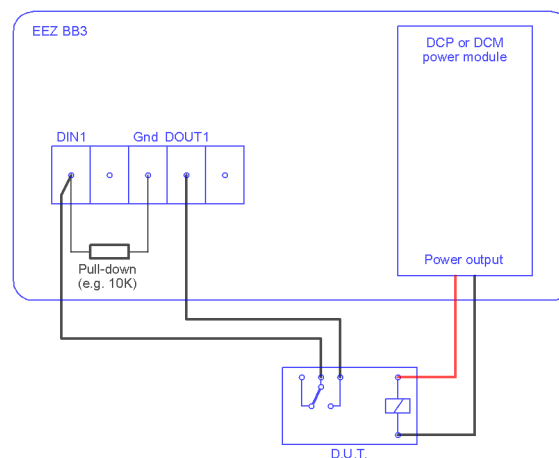 EEZ BB3
DCP or DCM
power module
DIN1
Gnd
DOUT1
Pull-down
(e.g. 10K)
Power output
D.U.T.